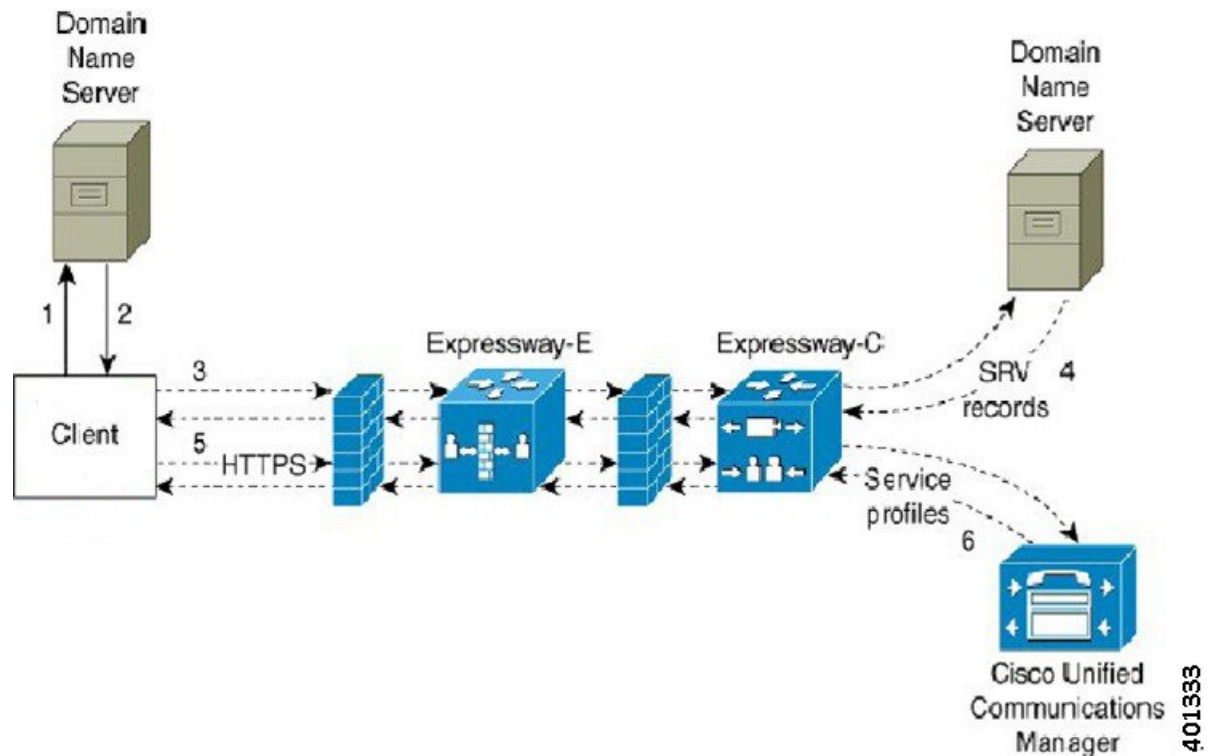 Domain
Name
Server
Domain
Name
Server
1
2
Expressway-E
Expressway-C
3
SRV
records
4
Client
5
HTTPS
Service
profiles
6
Cisco Unified
Communications
Manager
401333